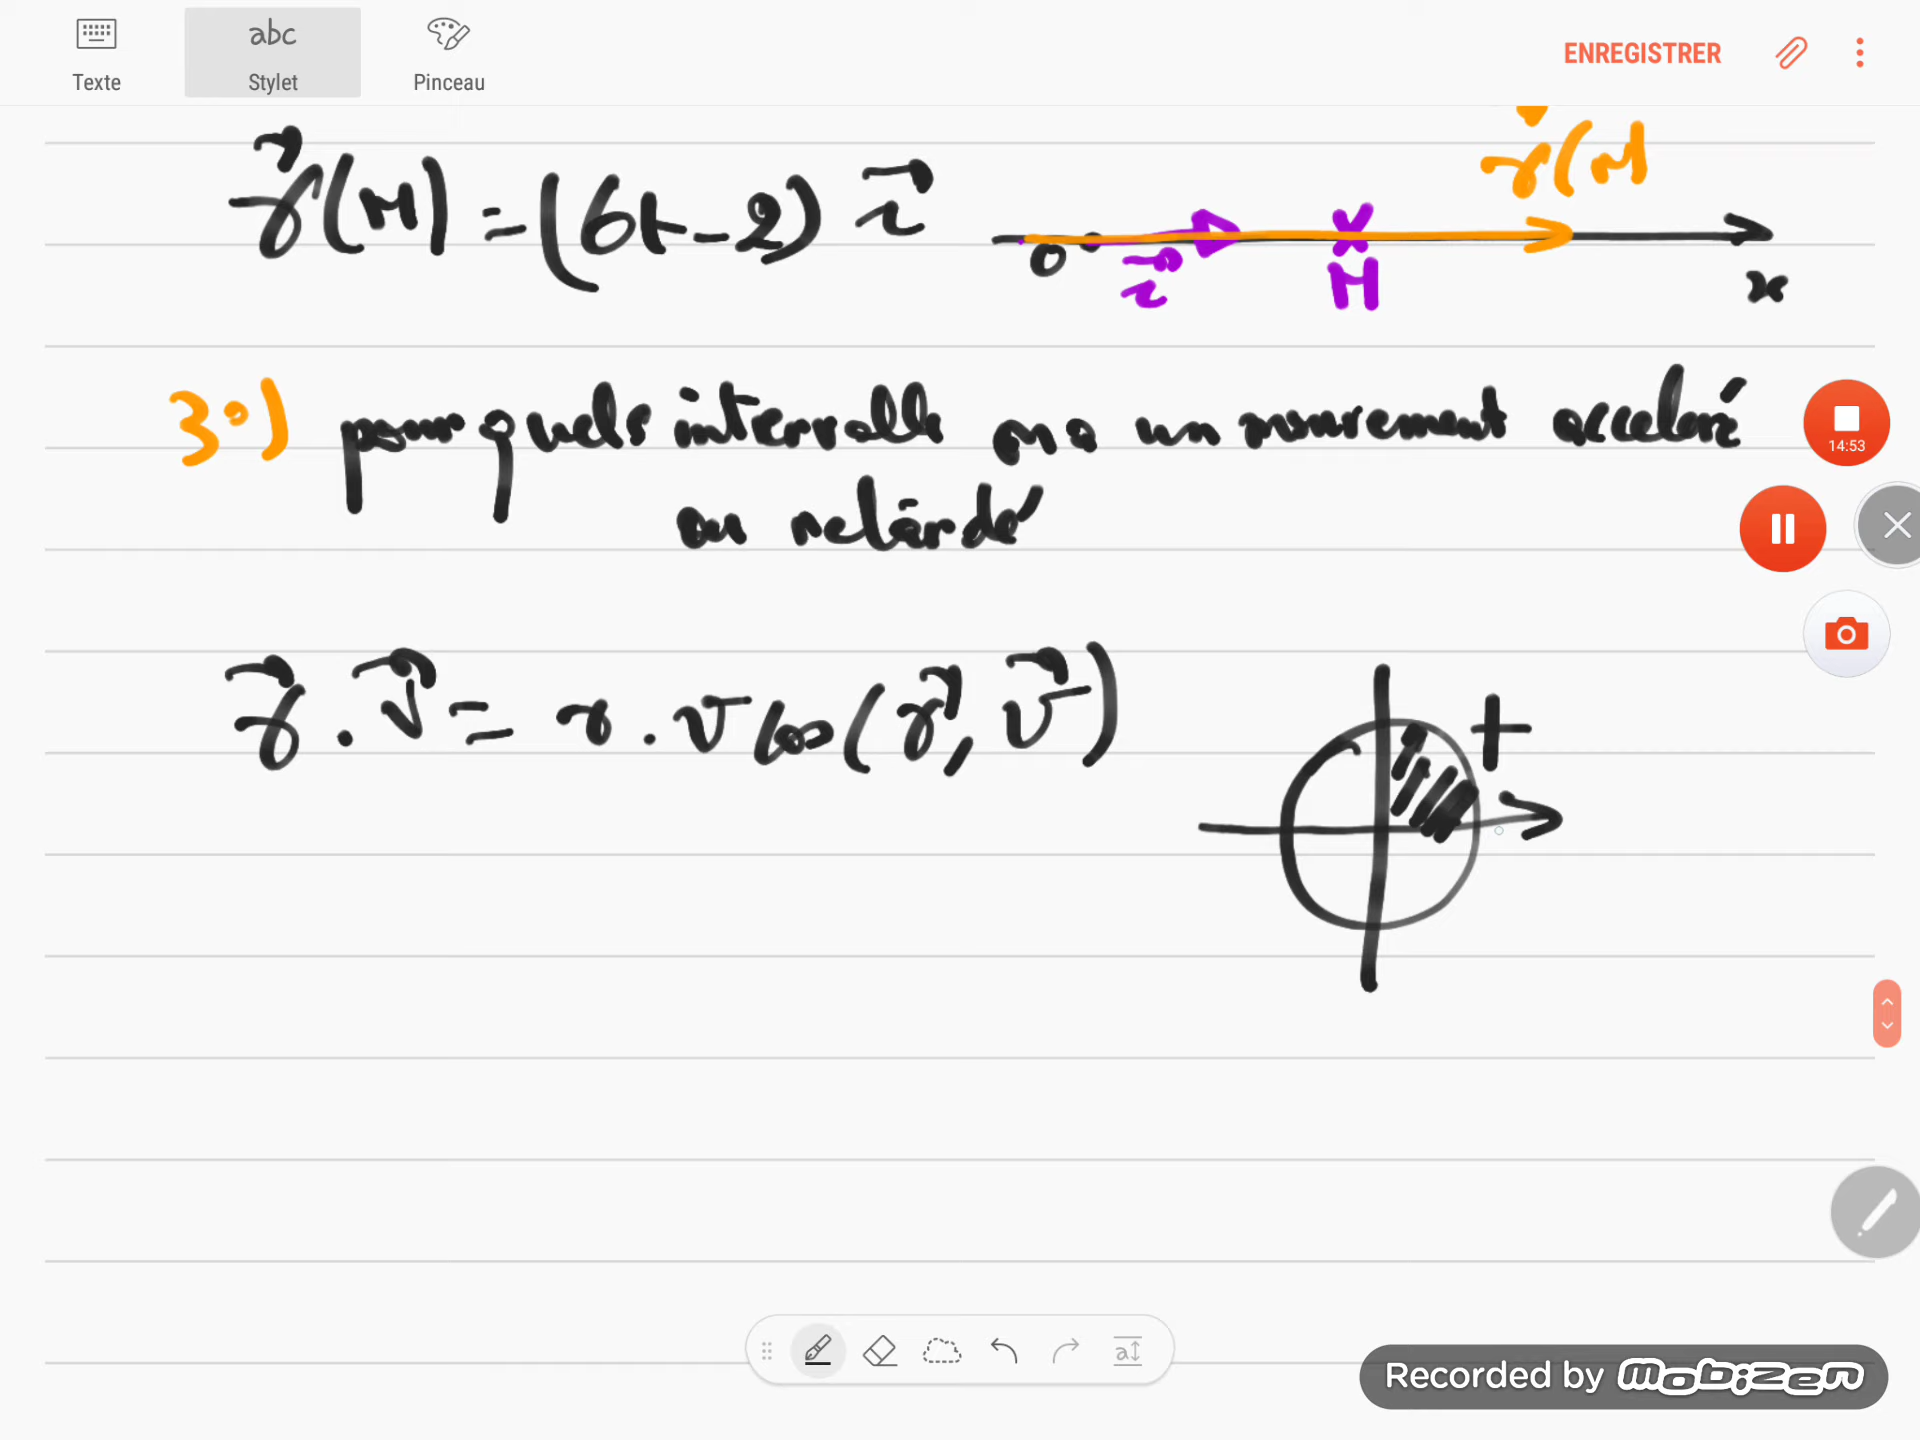 abc
Texte Stylet Pinceau ENREGISTRER
γ(M
γ⃗(M) = (6t-2) i⃗
o i⃗ M x
3°) pour quels intervalle on a un mouvement acceleré
ou retardé
14:53
γ⃗ . v⃗ = γ . v cos(γ⃗, v⃗)
+
a
Recorded by mobizen